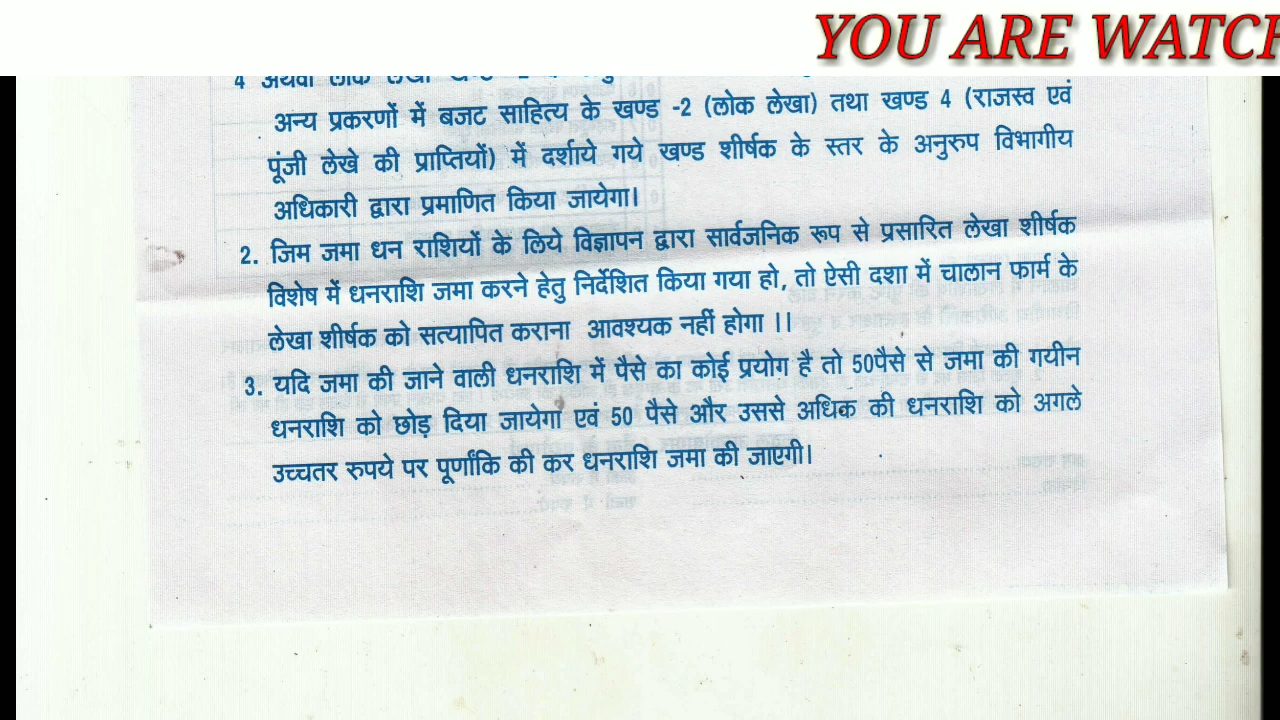 YOU ARE WATCH
4 अथवा लोक लेखा
अन्य प्रकरणों में बजट साहित्य के खण्ड -2 (लोक लेखा) तथा खण्ड 4 (राजस्व एवं
पूंजी लेखे की प्राप्तियों) में दर्शाये गये खण्ड शीर्षक के स्तर के अनुरुप विभागीय
अधिकारी द्वारा प्रमाणित किया जायेगा।
2. जिम जमा धन राशियों के लिये विज्ञापन द्वारा सार्वजनिक रूप से प्रसारित लेखा शीर्षक
विशेष में धनराशि जमा करने हेतु निर्देशित किया गया हो, तो ऐसी दशा में चालान फार्म के
लेखा शीर्षक को सत्यापित कराना आवश्यक नहीं होगा ।।
3. यदि जमा की जाने वाली धनराशि में पैसे का कोई प्रयोग है तो 50पैसे से जमा की गयीन
धनराशि को छोड़ दिया जायेगा एवं 50 पैसे और उससे अधिक की धनराशि को अगले
उच्चतर रुपये पर पूर्णांकि की कर धनराशि जमा की जाएगी।